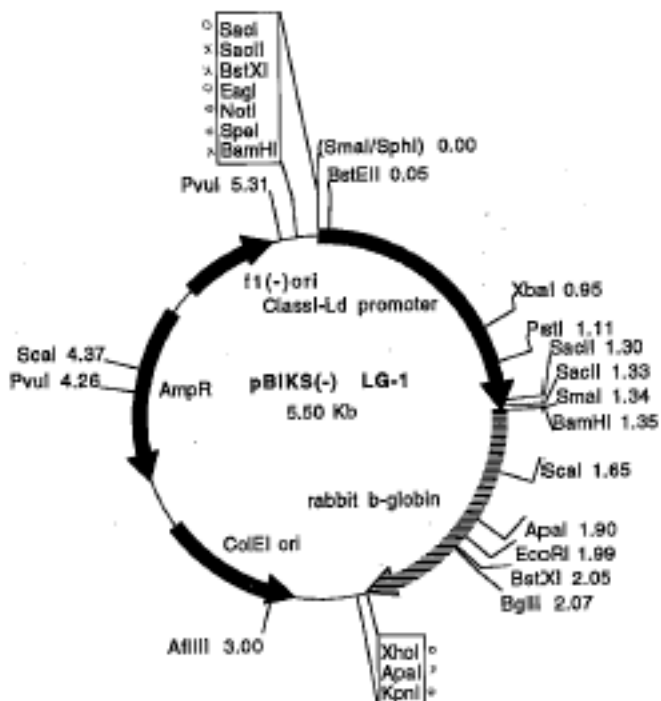 SacI
SacII
BstXI
EagI
NotI
SpeI
BamHI
(SmaI/SphI) 0.00
BstEII 0.05
PvuI 5.31
f1(-)ori
ClassI-Ld promoter
XbaI 0.95
PstI 1.11
SacII 1.30
SacII 1.33
SmaI 1.34
BamHI 1.35
ScaI 4.37
PvuI 4.26
AmpR
pBIKS(-) LG-1
5.50 Kb
ScaI 1.65
rabbit b-globin
ApaI 1.90
EcoRI 1.99
BstXI 2.05
BglII 2.07
ColEI ori
AflIII 3.00
XhoI
ApaI
KpnI